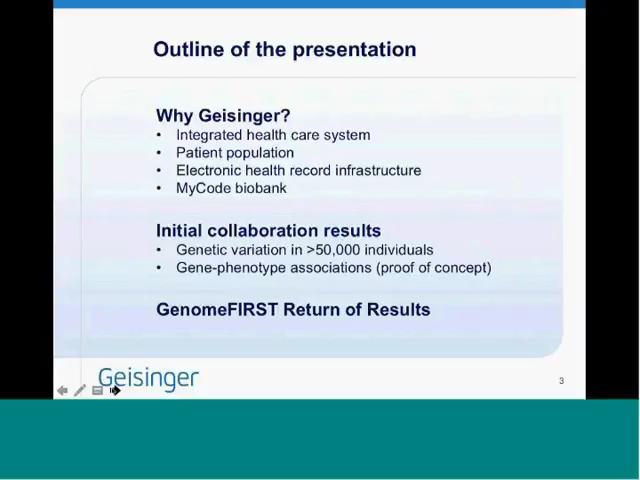 Outline of the presentation
Why Geisinger?
• Integrated health care system
• Patient population
• Electronic health record infrastructure
• MyCode biobank
Initial collaboration results
• Genetic variation in >50,000 individuals
• Gene-phenotype associations (proof of concept)
GenomeFIRST Return of Results
Geisinger
3